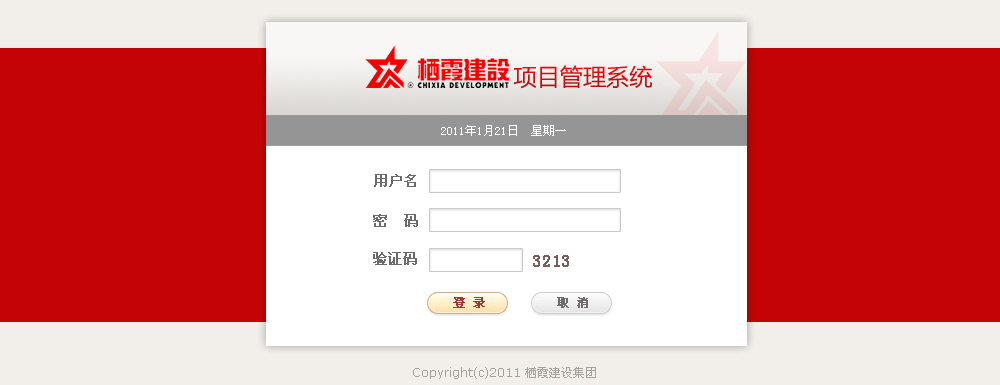 栖霞建設 项目管理系统
® CHIXIA DEVELOPMENT
2011年1月21日 星期一
用户名
密 码
验证码 3213
登 录 取 消
Copyright(c)2011 栖霞建设集团